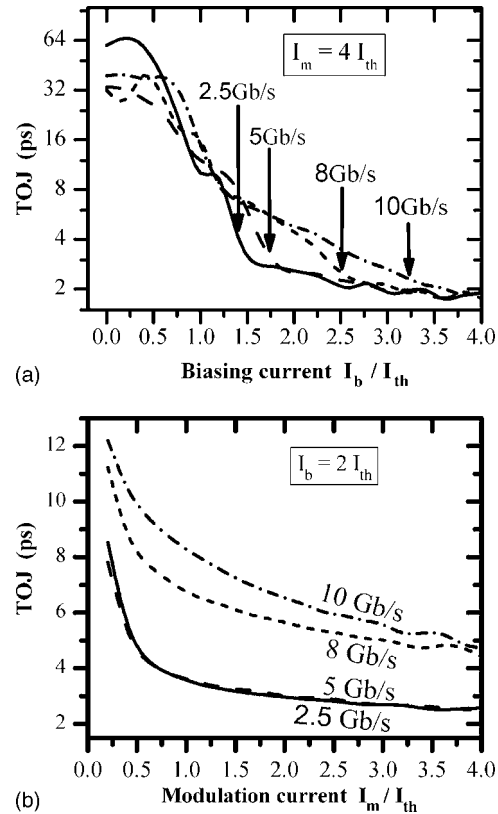 64
I_m = 4 I_th
32
2.5Gb/s
16
5Gb/s
8
8Gb/s
10Gb/s
4
2
TOJ (ps)
0.0 0.5 1.0 1.5 2.0 2.5 3.0 3.5 4.0
(a)
Biasing current I_b / I_th
12
I_b = 2 I_th
10
8
6
10 Gb/s
8 Gb/s
4
5 Gb/s
2.5 Gb/s
2
TOJ (ps)
0.0 0.5 1.0 1.5 2.0 2.5 3.0 3.5 4.0
(b)
Modulation current I_m / I_th